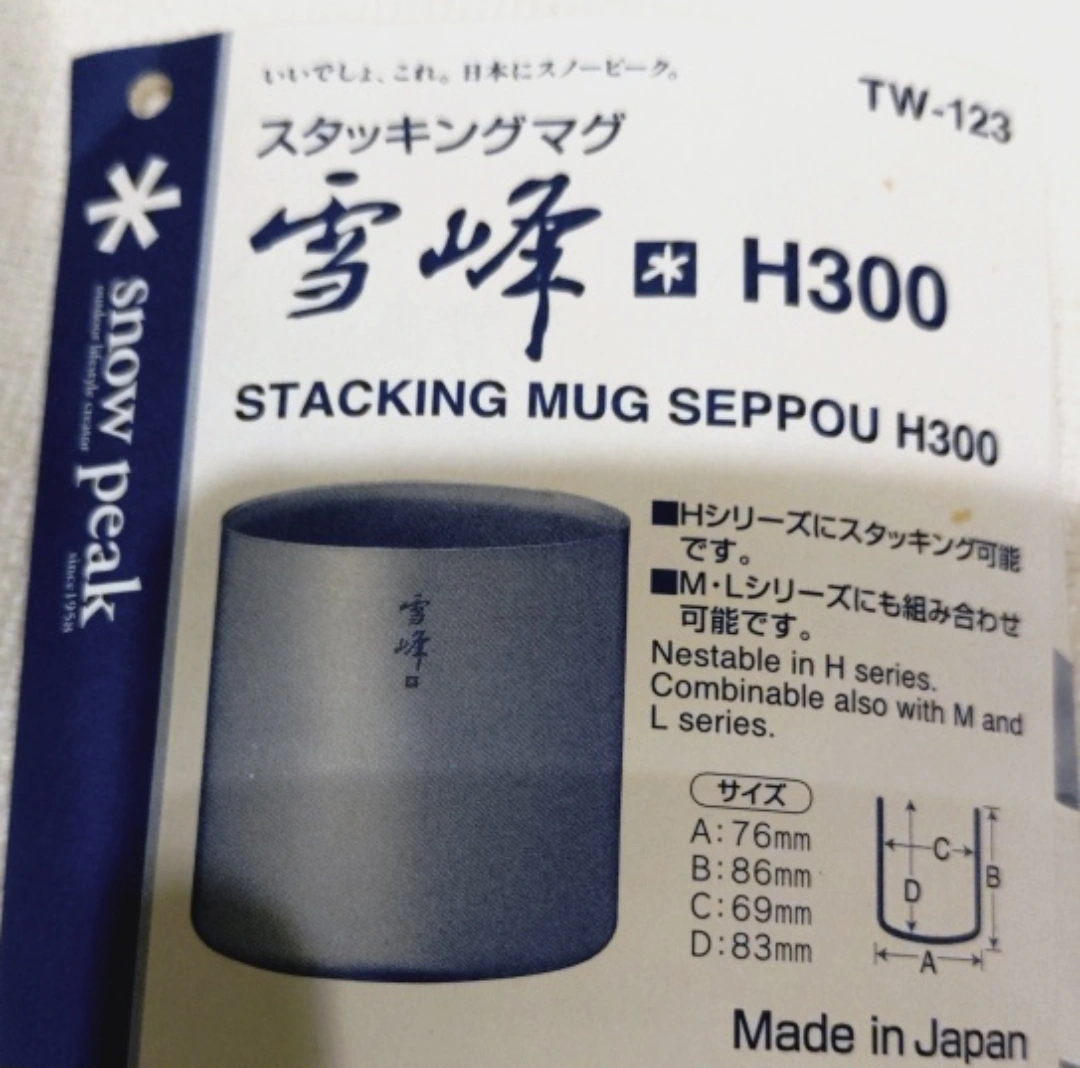 いいでしょ、これ。日本にスノーピーク。
TW-123
スタッキングマグ
雪峰 H300
STACKING MUG SEPPOU H300
snow peak
outdoor lifestyle creator
since1958
雪峰
■Hシリーズにスタッキング可能
です。
■M・Lシリーズにも組み合わせ
可能です。
Nestable in H series.
Combinable also with M and
L series.
サイズ
A:76mm
B:86mm
C:69mm
D:83mm
C
D
B
A
Made in Japan